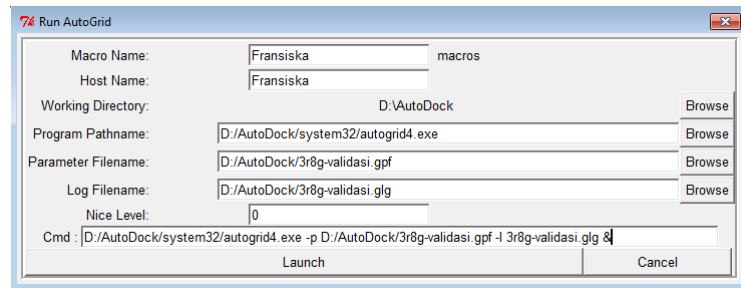 Run AutoGrid
Macro Name: Fransiska macros
Host Name: Fransiska
Working Directory: D:\AutoDock Browse
Program Pathname: D:/AutoDock/system32/autogrid4.exe Browse
Parameter Filename: D:/AutoDock/3r8g-validasi.gpf Browse
Log Filename: D:/AutoDock/3r8g-validasi.glg Browse
Nice Level: 0
Cmd : D:/AutoDock/system32/autogrid4.exe -p D:/AutoDock/3r8g-validasi.gpf -l 3r8g-validasi.glg &
Launch Cancel